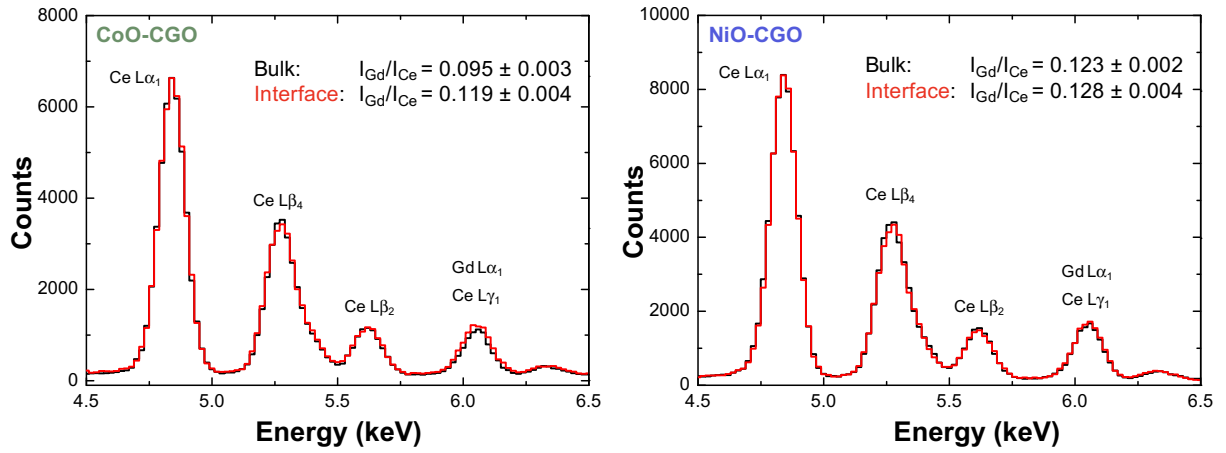 CoO-CGO
Bulk: I_Gd/I_Ce = 0.095 ± 0.003
Interface: I_Gd/I_Ce = 0.119 ± 0.004
Ce Lα₁
Ce Lβ₄
Ce Lβ₂
Gd Lα₁
Ce Lγ₁
Counts
8000
6000
4000
2000
0
4.5 5.0 5.5 6.0 6.5
Energy (keV)
NiO-CGO
Bulk: I_Gd/I_Ce = 0.123 ± 0.002
Interface: I_Gd/I_Ce = 0.128 ± 0.004
Ce Lα₁
Ce Lβ₄
Ce Lβ₂
Gd Lα₁
Ce Lγ₁
Counts
10000
8000
6000
4000
2000
0
4.5 5.0 5.5 6.0 6.5
Energy (keV)